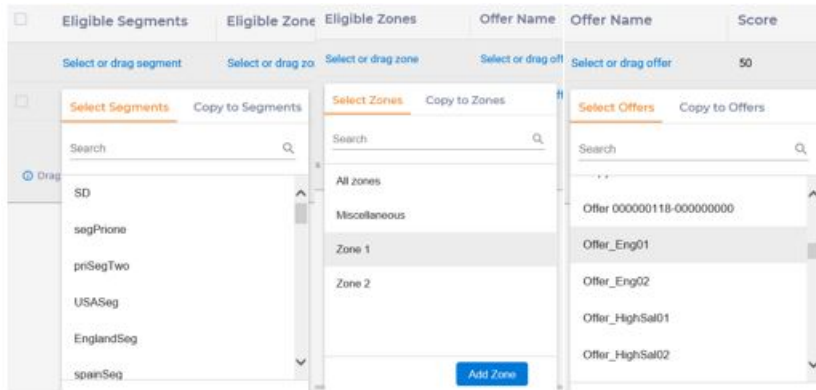 Eligible Segments
Eligible Zone
Select or drag segment
Select or drag zo
Select Segments
Copy to Segments
Search
Drag
SD
segPrione
priSegTwo
USASeg
EnglandSeg
spainSeg
Eligible Zones
Offer Name
Select or drag zone
Select or drag off
Select Zones
Copy to Zones
Search
All zones
Miscellaneous
Zone 1
Zone 2
Add Zone
Offer Name
Score
Select or drag offer
50
Select Offers
Copy to Offers
Search
Offer 000000118-000000000
Offer_Eng01
Offer_Eng02
Offer_HighSal01
Offer_HighSal02